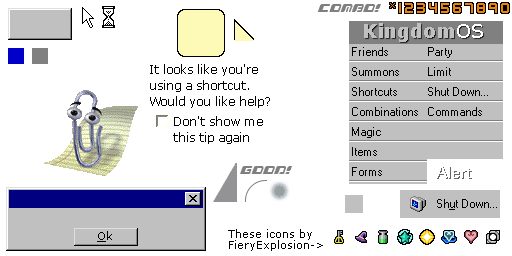 COMBO! ×1234567890
KingdomOS
Friends Party
Summons Limit
Shortcuts Shut Down...
Combinations Commands
Magic
Items
Forms
Alert
Shut Down...
It looks like you're
using a shortcut.
Would you like help?
Don't show me
this tip again
GOOD!
Ok
These icons by
FieryExplosion->